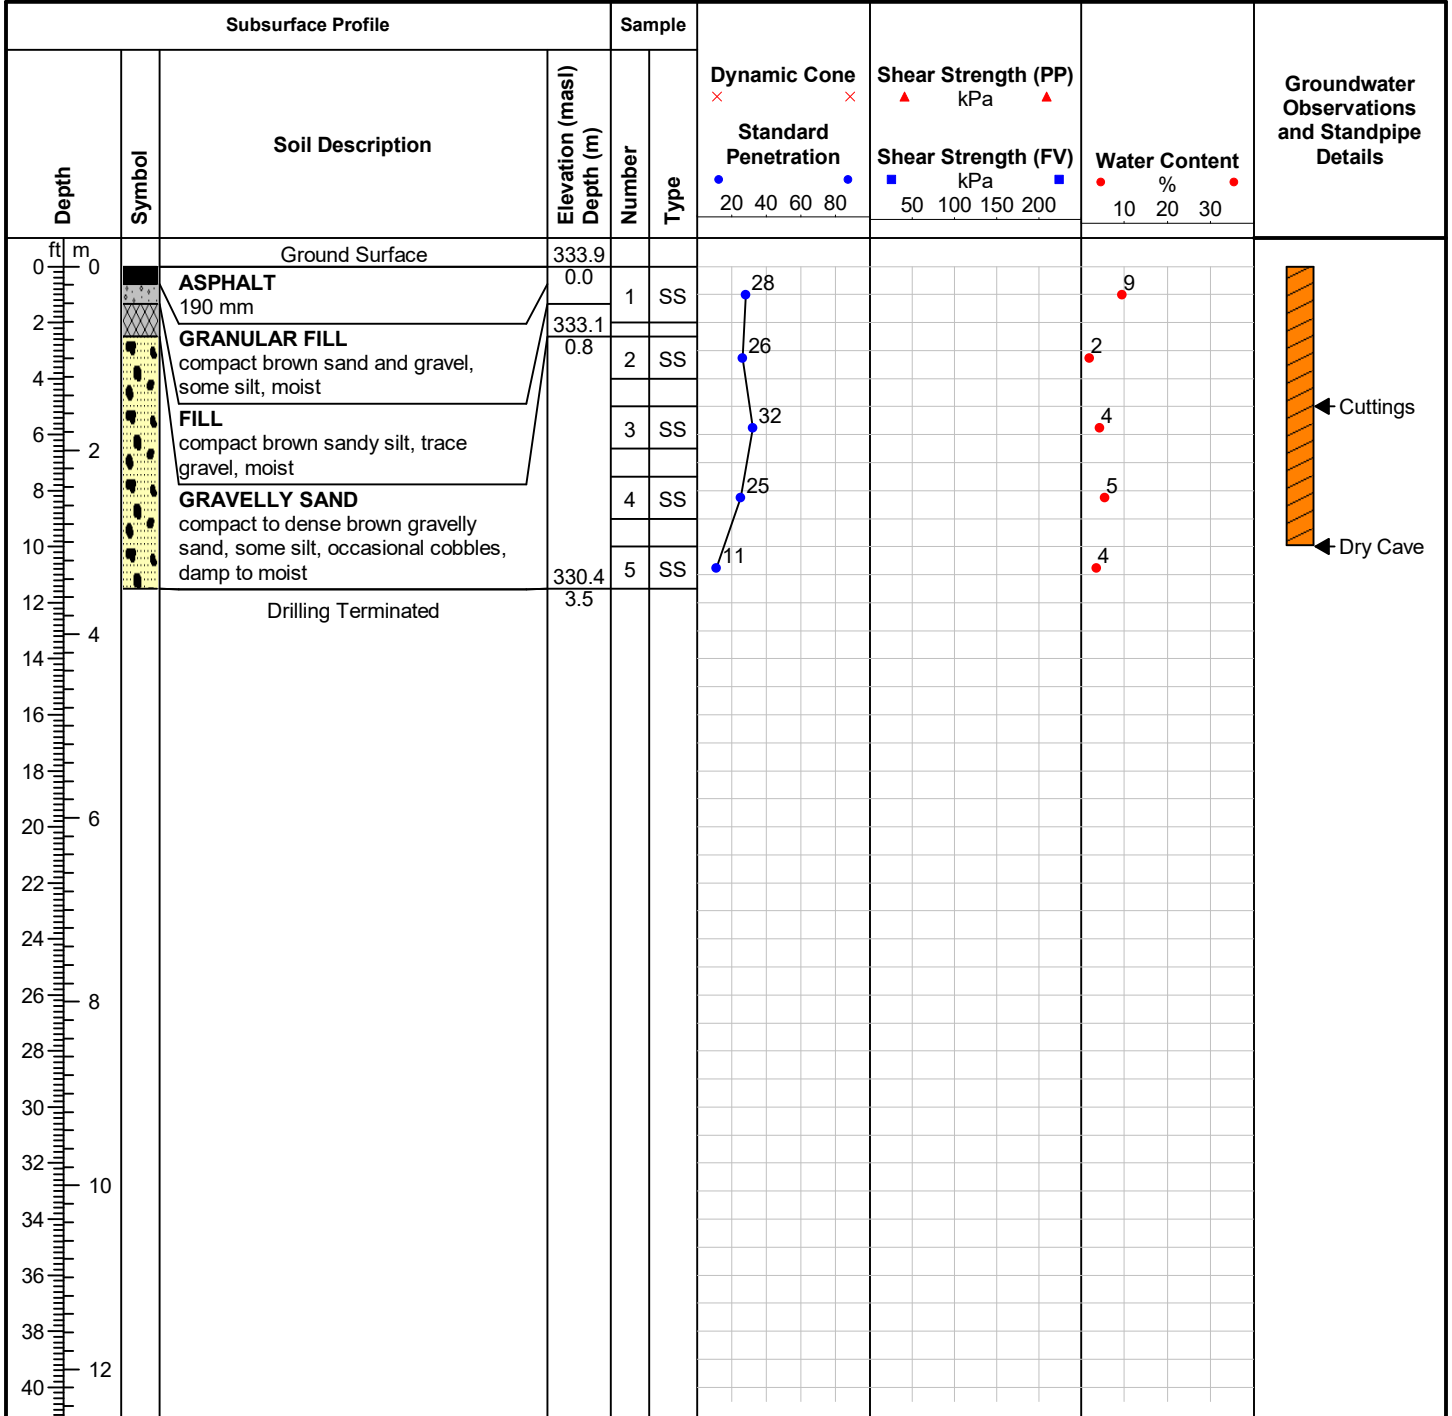 Subsurface Profile
Sample
Depth
Symbol
Soil Description
Elevation (masl)
Depth (m)
Number
Type
Dynamic Cone
Standard
Penetration
20 40 60 80
Shear Strength (PP)
kPa
Shear Strength (FV)
kPa
50 100 150 200
Water Content
%
10 20 30
Groundwater
Observations
and Standpipe
Details
ft m
Ground Surface
333.9
0.0
ASPHALT
190 mm
333.1
0.8
GRANULAR FILL
compact brown sand and gravel,
some silt, moist
FILL
compact brown sandy silt, trace
gravel, moist
GRAVELLY SAND
compact to dense brown gravelly
sand, some silt, occasional cobbles,
damp to moist
330.4
3.5
Drilling Terminated
1 SS 28 9
2 SS 26 2
3 SS 32 4
4 SS 25 5
5 SS 11 4
Cuttings
Dry Cave
0 0
2
4
6
2
8
10
12
4
14
16
18
6
20
22
24
26
8
28
30
32
10
34
36
38
12
40